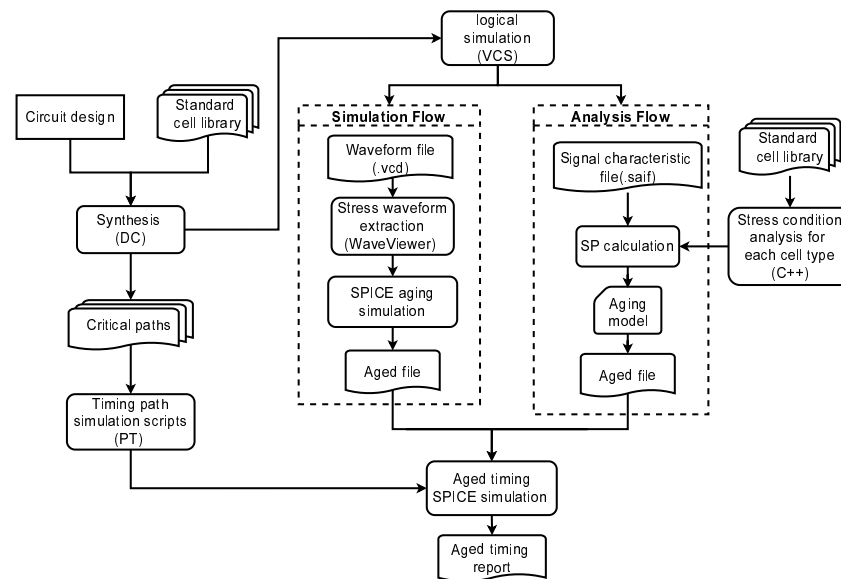 logical
simulation
(VCS)
Circuit design
Standard
cell library
Synthesis
(DC)
Critical paths
Timing path
simulation scripts
(PT)
Simulation Flow
Waveform file
(.vcd)
Stress waveform
extraction
(WaveViewer)
SPICE aging
simulation
Aged file
Analysis Flow
Signal characteristic
file(.saif)
SP calculation
Aging
model
Aged file
Standard
cell library
Stress condition
analysis for
each cell type
(C++)
Aged timing
SPICE simulation
Aged timing
report